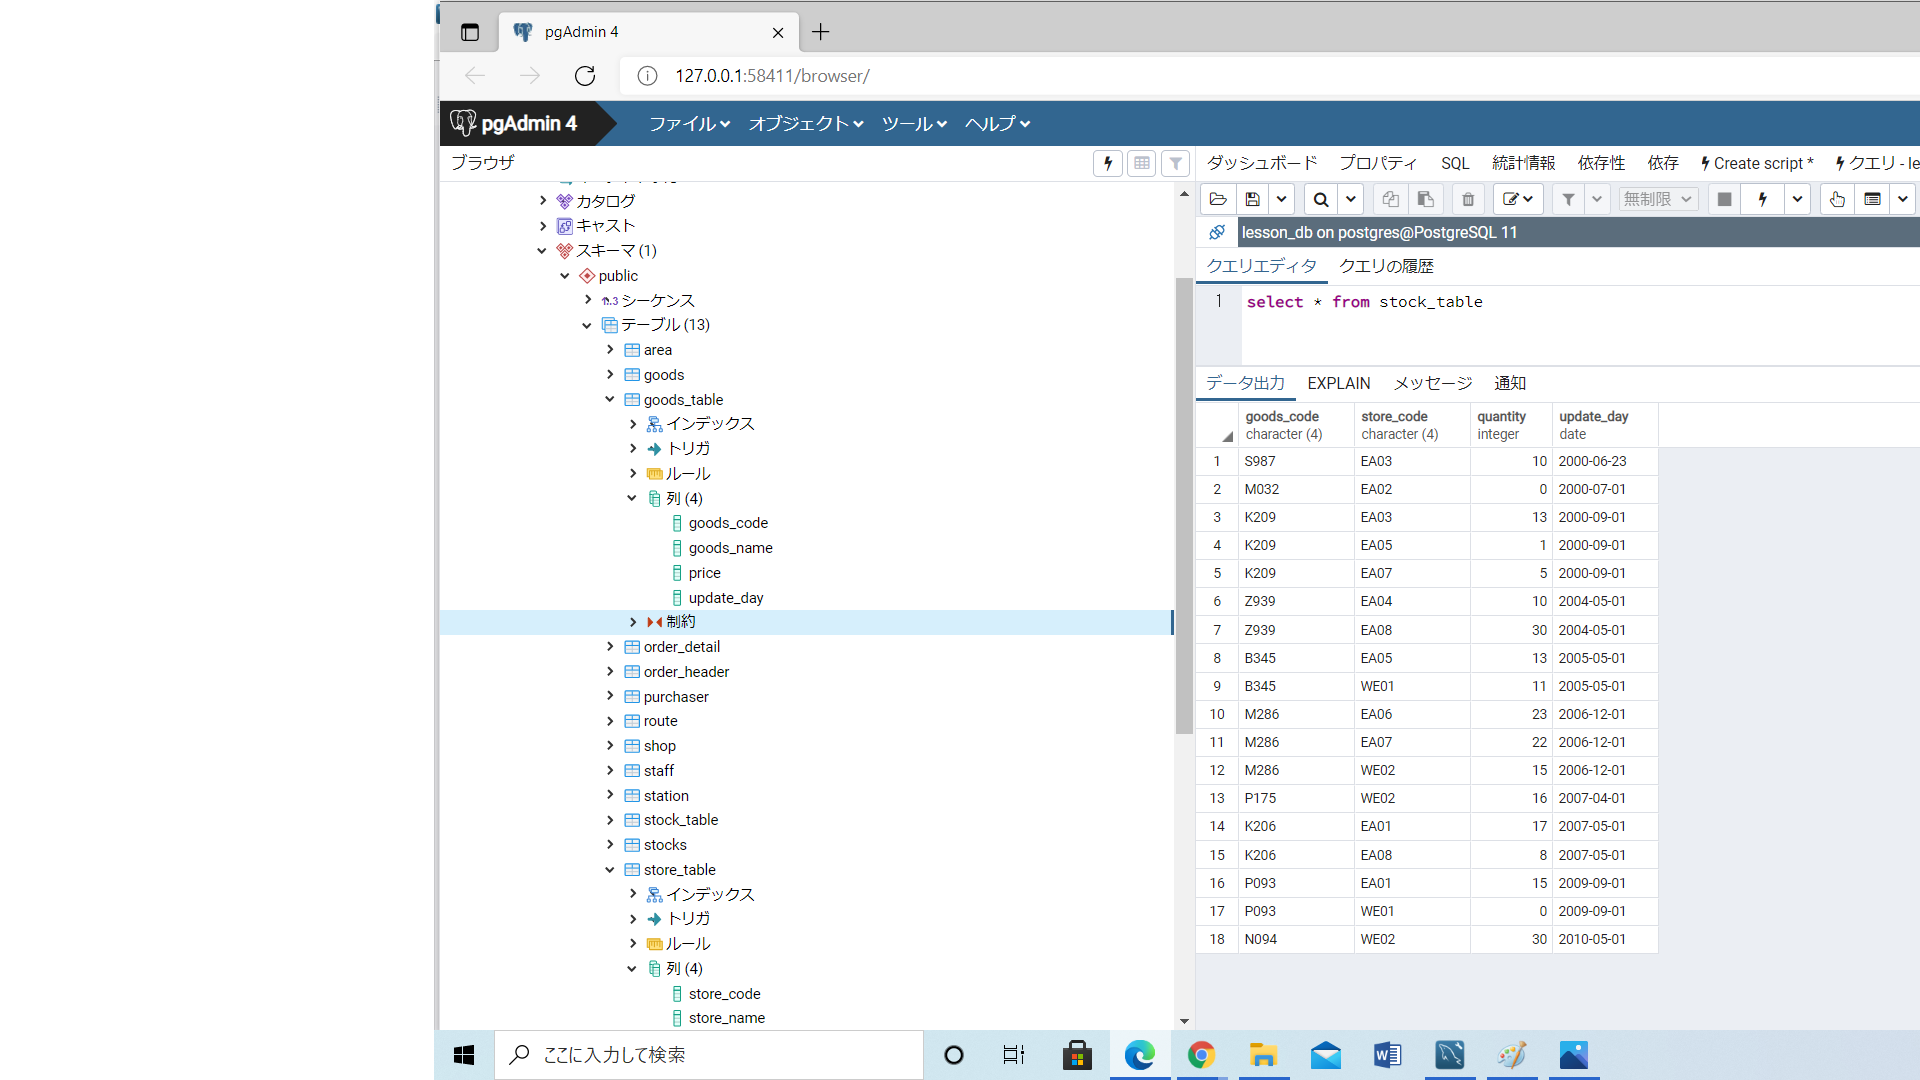 pgAdmin 4
127.0.0.1:58411/browser/
pgAdmin 4 ファイル オブジェクト ツール ヘルプ
ブラウザ
カタログ
キャスト
スキーマ (1)
public
シーケンス
テーブル (13)
area
goods
goods_table
インデックス
トリガ
ルール
列 (4)
goods_code
goods_name
price
update_day
制約
order_detail
order_header
purchaser
route
shop
staff
station
stock_table
stocks
store_table
インデックス
トリガ
ルール
列 (4)
store_code
store_name
ダッシュボード プロパティ SQL 統計情報 依存性 依存 Create script * クエリ - le
無制限
lesson_db on postgres@PostgreSQL 11
クエリエディタ クエリの履歴
1 select * from stock_table
データ出力 EXPLAIN メッセージ 通知
goods_code store_code quantity update_day
character (4) character (4) integer date
1 S987 EA03 10 2000-06-23
2 M032 EA02 0 2000-07-01
3 K209 EA03 13 2000-09-01
4 K209 EA05 1 2000-09-01
5 K209 EA07 5 2000-09-01
6 Z939 EA04 10 2004-05-01
7 Z939 EA08 30 2004-05-01
8 B345 EA05 13 2005-05-01
9 B345 WE01 11 2005-05-01
10 M286 EA06 23 2006-12-01
11 M286 EA07 22 2006-12-01
12 M286 WE02 15 2006-12-01
13 P175 WE02 16 2007-04-01
14 K206 EA01 17 2007-05-01
15 K206 EA08 8 2007-05-01
16 P093 EA01 15 2009-09-01
17 P093 WE01 0 2009-09-01
18 N094 WE02 30 2010-05-01
ここに入力して検索